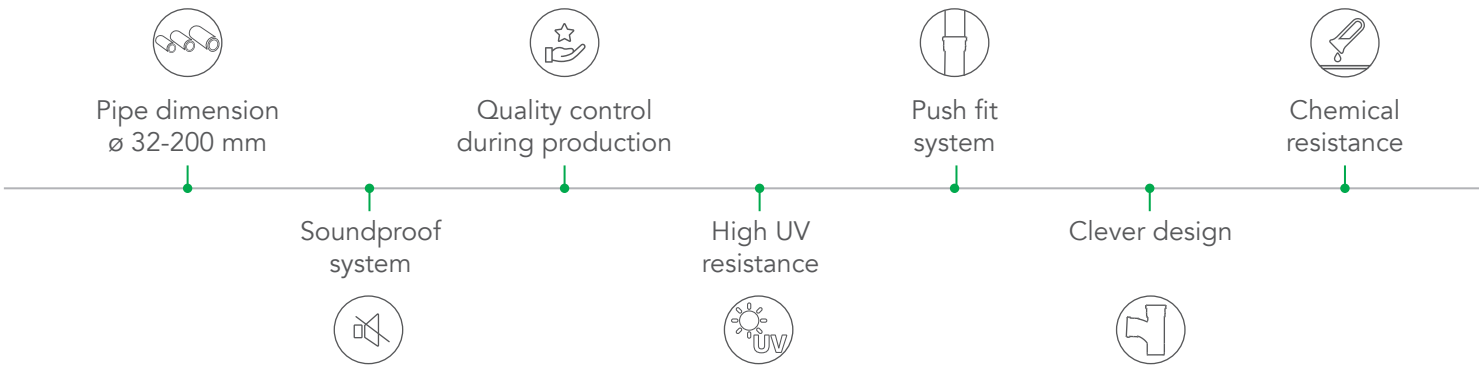 Pipe dimension
ø 32-200 mm
Quality control
during production
Push fit
system
Chemical
resistance
Soundproof
system
High UV
resistance
Clever design
UV